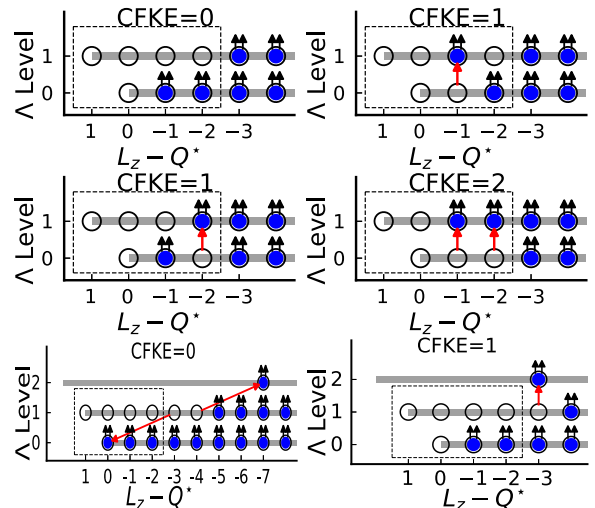 CFKE=0
CFKE=1
Λ Level
1
0
1 0 -1 -2 -3
L_z − Q*
Λ Level
1
0
1 0 -1 -2 -3
L_z − Q*
CFKE=1
CFKE=2
Λ Level
1
0
1 0 -1 -2 -3
L_z − Q*
Λ Level
1
0
1 0 -1 -2 -3
L_z − Q*
CFKE=0
CFKE=1
Λ Level
2
1
0
1 0 -1 -2 -3 -4 -5 -6 -7
L_z − Q*
Λ Level
2
1
0
1 0 -1 -2 -3
L_z − Q*